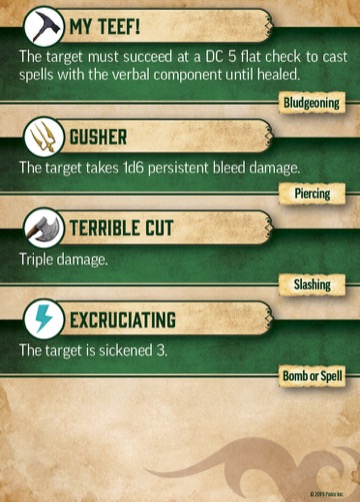 MY TEEF!
The target must succeed at a DC 5 flat check to cast
spells with the verbal component until healed.
Bludgeoning
GUSHER
The target takes 1d6 persistent bleed damage.
Piercing
TERRIBLE CUT
Triple damage.
Slashing
EXCRUCIATING
The target is sickened 3.
Bomb or Spell
© 2019 Paizo Inc.